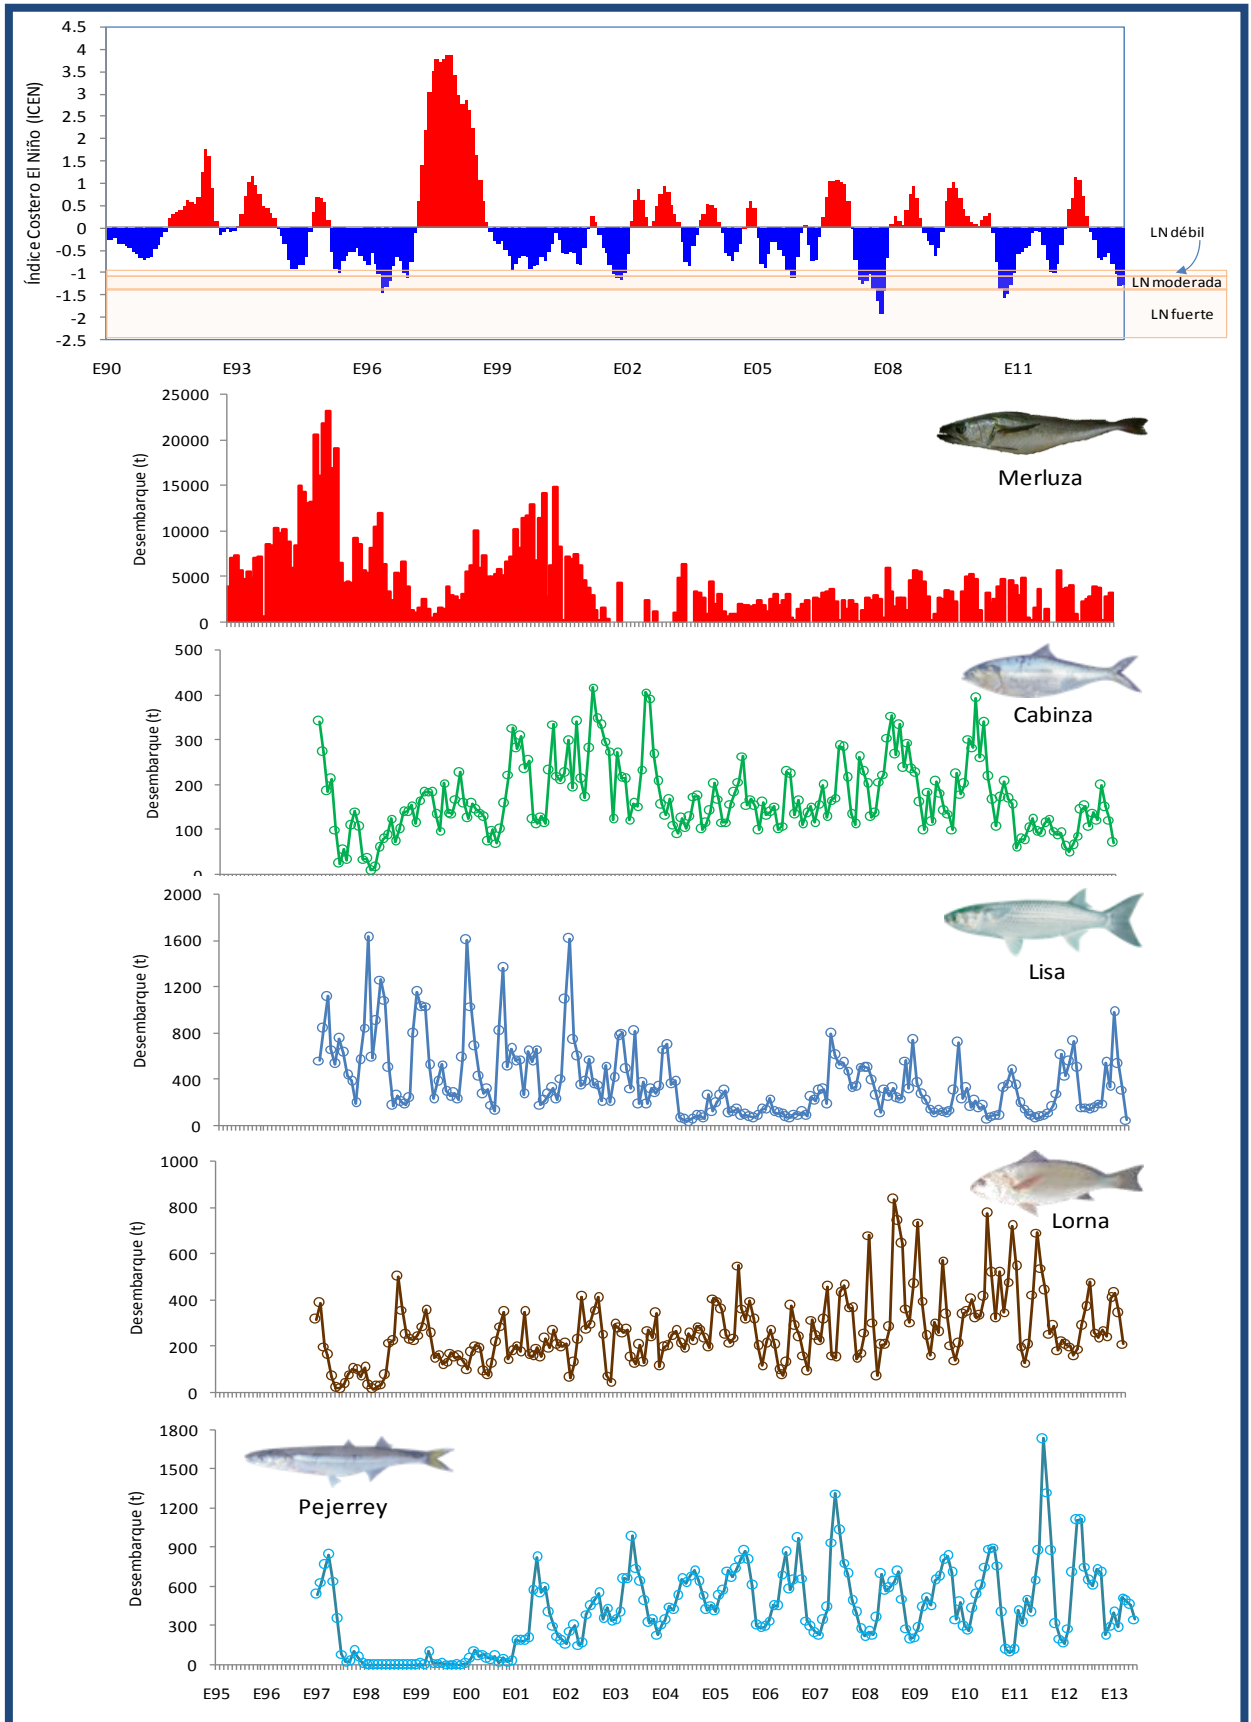 Índice Costero El Niño (ICEN)
4.5
4
3.5
3
2.5
2
1.5
1
0.5
0
-0.5
-1
-1.5
-2
-2.5
LN débil
LN moderada
LN fuerte
E90 E93 E96 E99 E02 E05 E08 E11
Desembarque (t)
25000
20000
15000
10000
5000
0
Merluza
Desembarque (t)
500
400
300
200
100
0
Cabinza
Desembarque (t)
2000
1600
1200
800
400
0
Lisa
Desembarque (t)
1000
800
600
400
200
0
Lorna
Desembarque (t)
1800
1500
1200
900
600
300
0
Pejerrey
E95 E96 E97 E98 E99 E00 E01 E02 E03 E04 E05 E06 E07 E08 E09 E10 E11 E12 E13